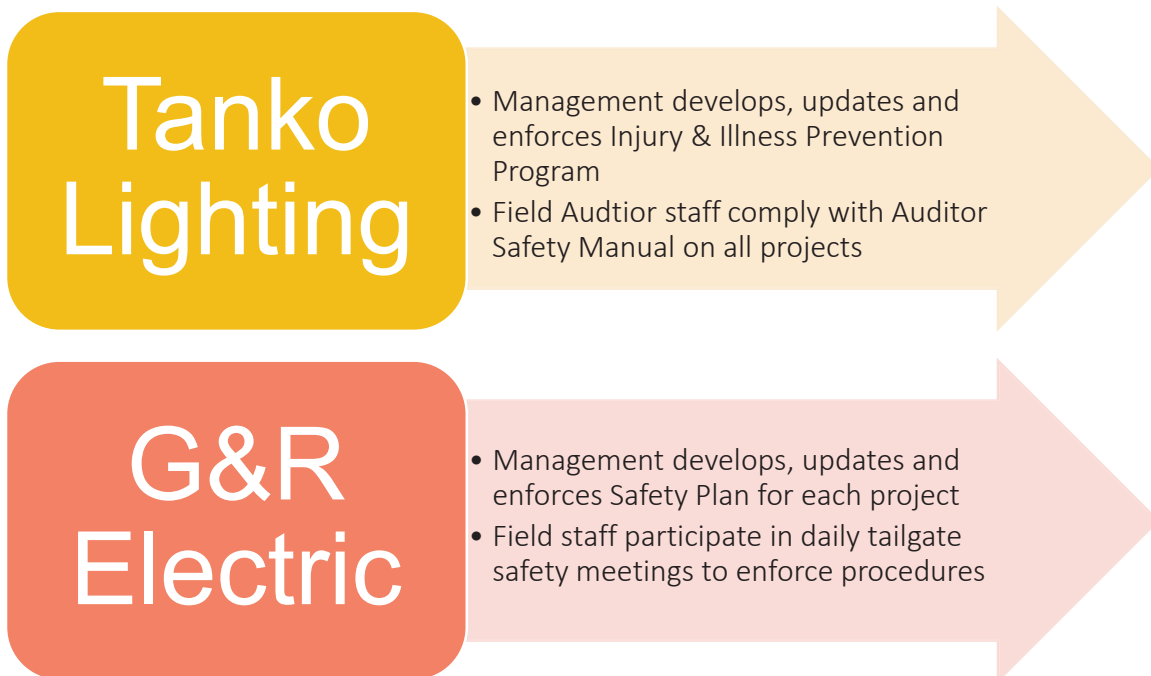 Tanko
Lighting
• Management develops, updates and
enforces Injury & Illness Prevention
Program
• Field Audtior staff comply with Auditor
Safety Manual on all projects
G&R
Electric
• Management develops, updates and
enforces Safety Plan for each project
• Field staff participate in daily tailgate
safety meetings to enforce procedures